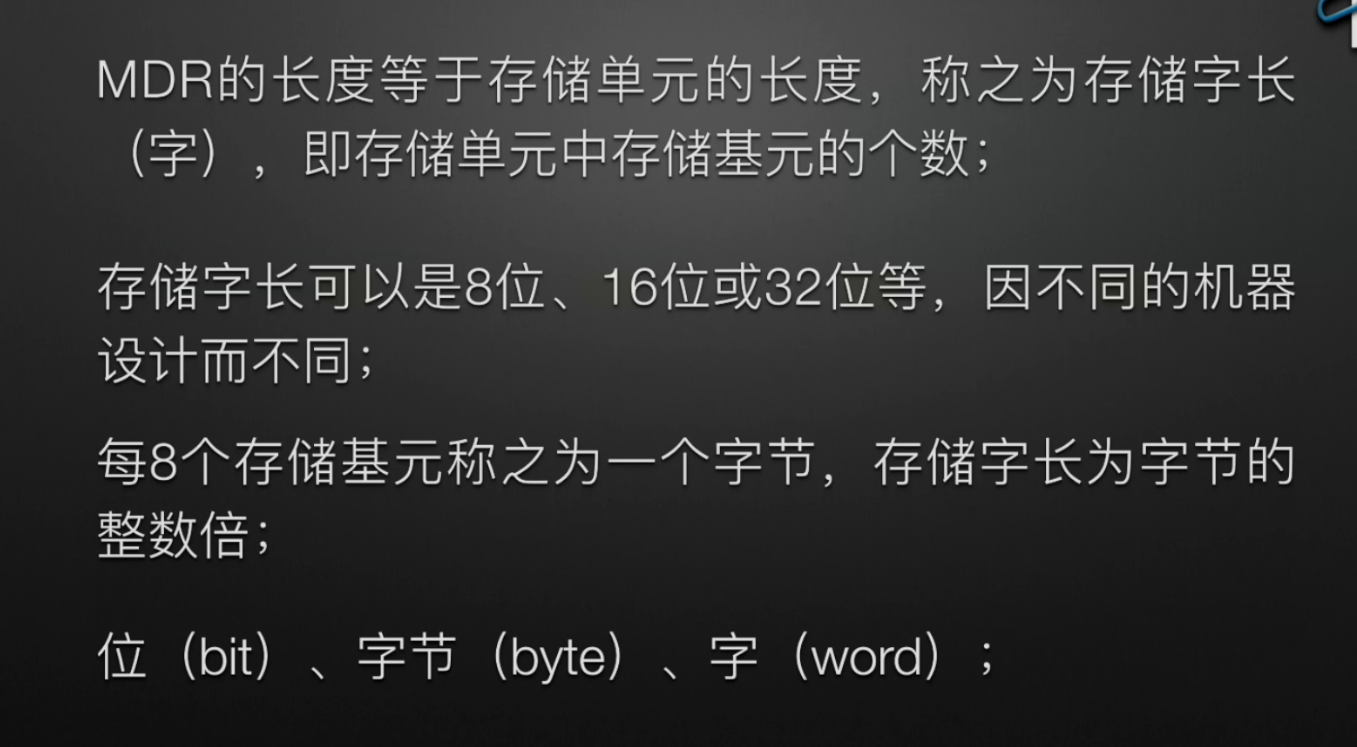 MDR的长度等于存储单元的长度，称之为存储字长
（字），即存储单元中存储基元的个数；
存储字长可以是8位、16位或32位等，因不同的机器
设计而不同；
每8个存储基元称之为一个字节，存储字长为字节的
整数倍；
位（bit）、字节（byte）、字（word）；